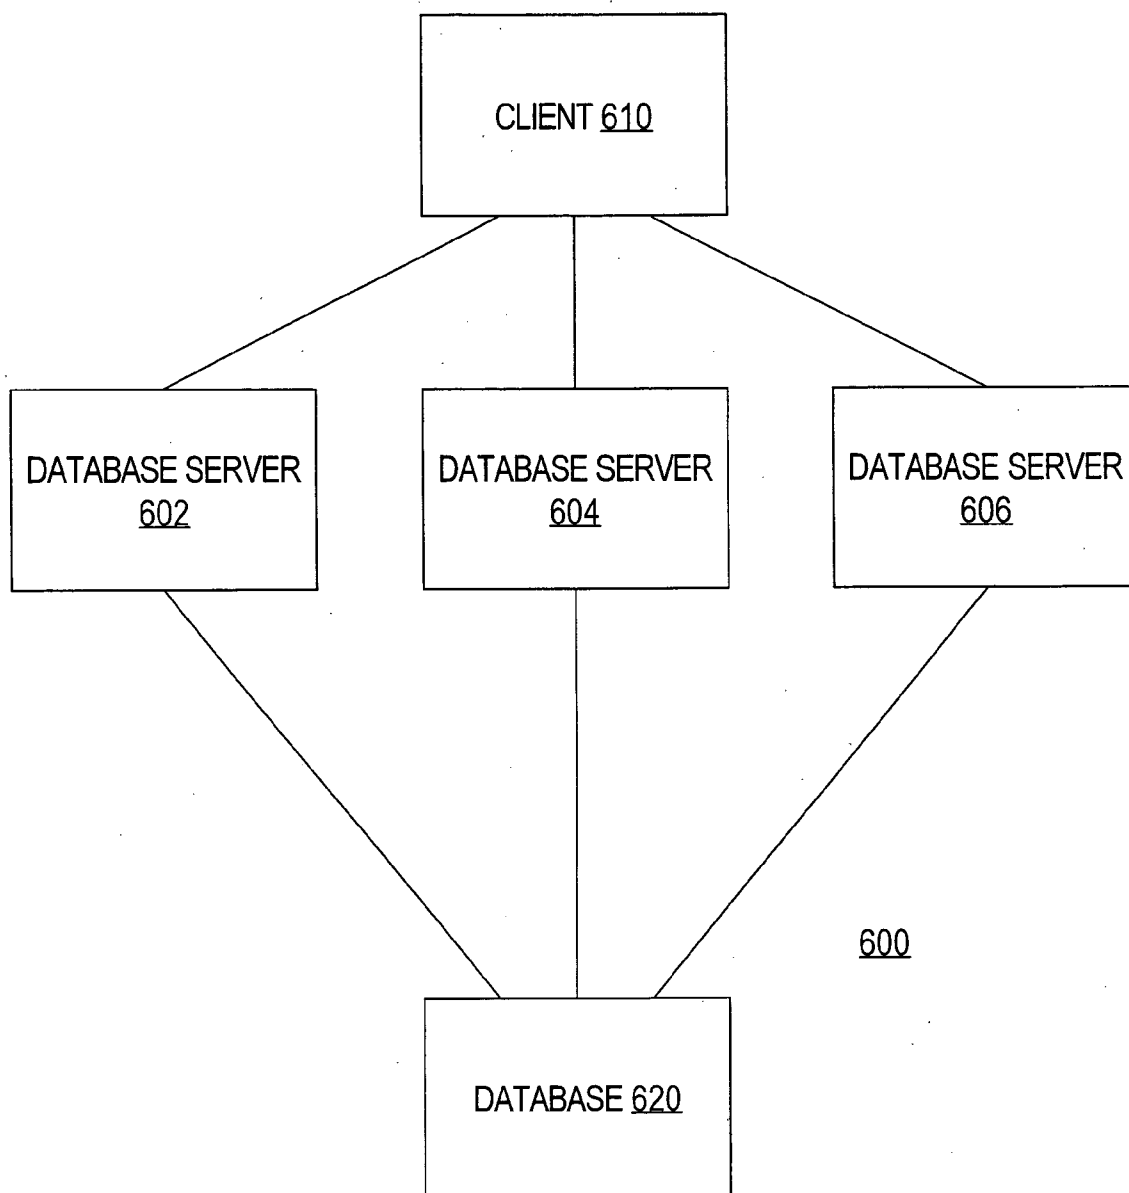 CLIENT 610
DATABASE SERVER
602
DATABASE SERVER
604
DATABASE SERVER
606
600
DATABASE 620